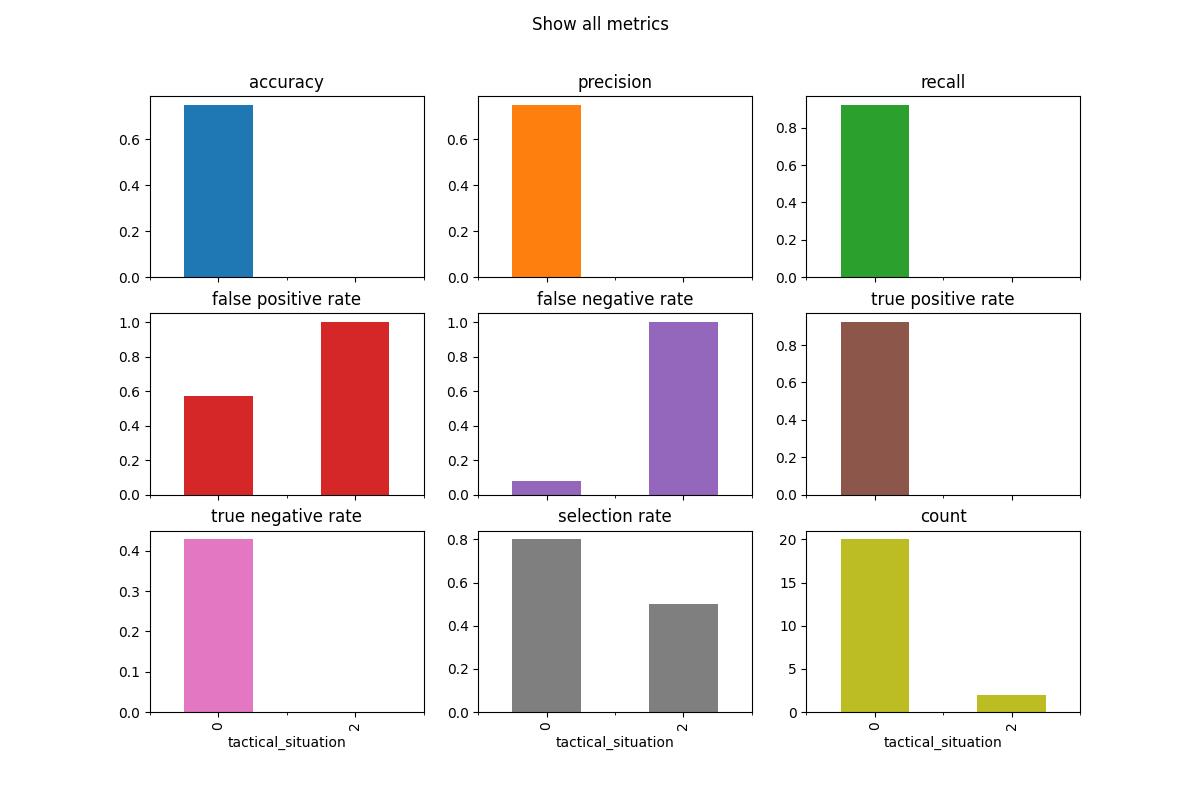 Show all metrics
accuracy precision recall
0.6 0.6 0.8
0.4 0.4 0.6
0.2 0.2 0.4
0.0 0.0 0.2
0.0
false positive rate false negative rate true positive rate
1.0 1.0 0.8
0.8 0.8 0.6
0.6 0.6 0.4
0.4 0.4 0.2
0.2 0.2 0.0
0.0 0.0
true negative rate selection rate count
0.4 0.8 20
0.3 0.6 15
0.2 0.4 10
0.1 0.2 5
0.0 0.0 0
0 2 0 2 0 2
tactical_situation tactical_situation tactical_situation